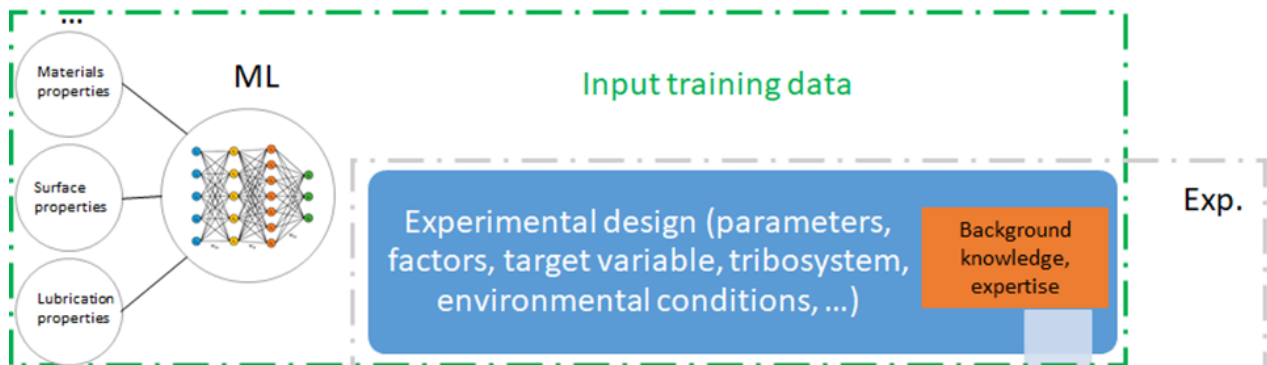 ...
Materials
properties
ML
Input training data
Surface
properties
Exp.
Experimental design (parameters,
factors, target variable, tribosystem,
environmental conditions, ...)
Background
knowledge,
expertise
Lubrication
properties